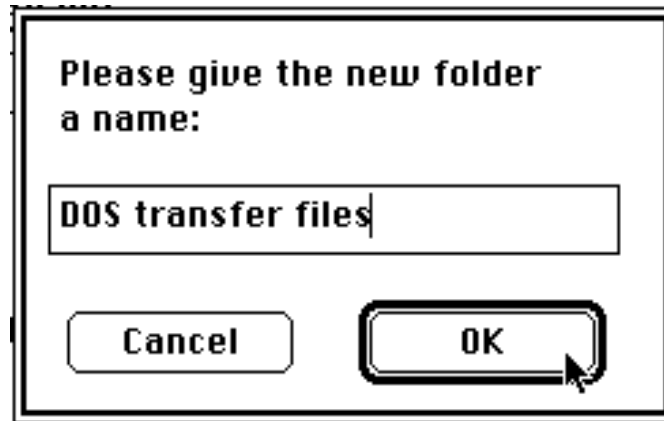 Please give the new folder
a name:
DOS transfer files
Cancel
OK